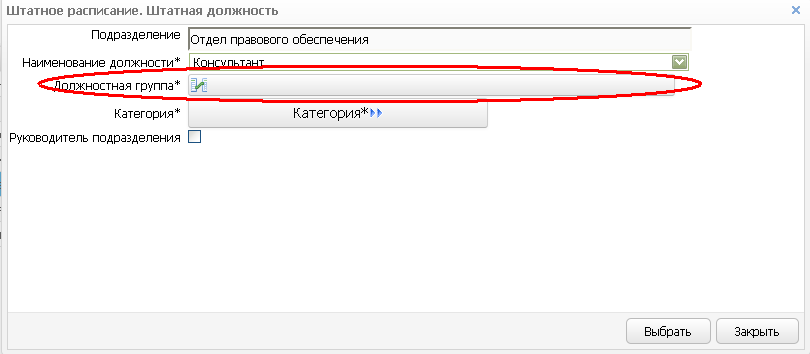 Штатное расписание. Штатная должность
Подразделение Отдел правового обеспечения
Наименование должности* Консультант
Должностная группа*
Категория* Категория*
Руководитель подразделения
Выбрать Закрыть